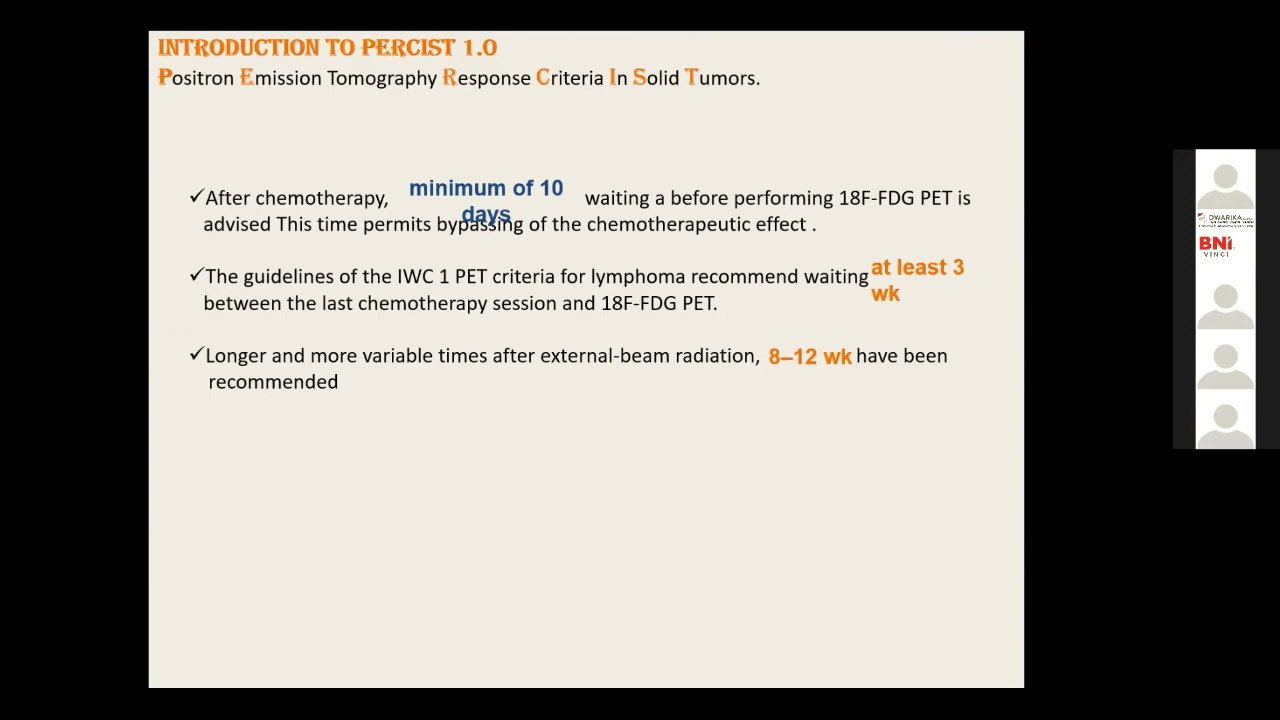 INTRODUCTION TO PERCIST 1.0
Positron Emission Tomography Response Criteria In Solid Tumors.
✓After chemotherapy, minimum of 10 days waiting a before performing 18F-FDG PET is
advised This time permits bypassing of the chemotherapeutic effect .
✓The guidelines of the IWC 1 PET criteria for lymphoma recommend waiting at least 3 wk
between the last chemotherapy session and 18F-FDG PET.
✓Longer and more variable times after external-beam radiation, 8–12 wk have been
recommended
DWARIKA
BNI
VINCI